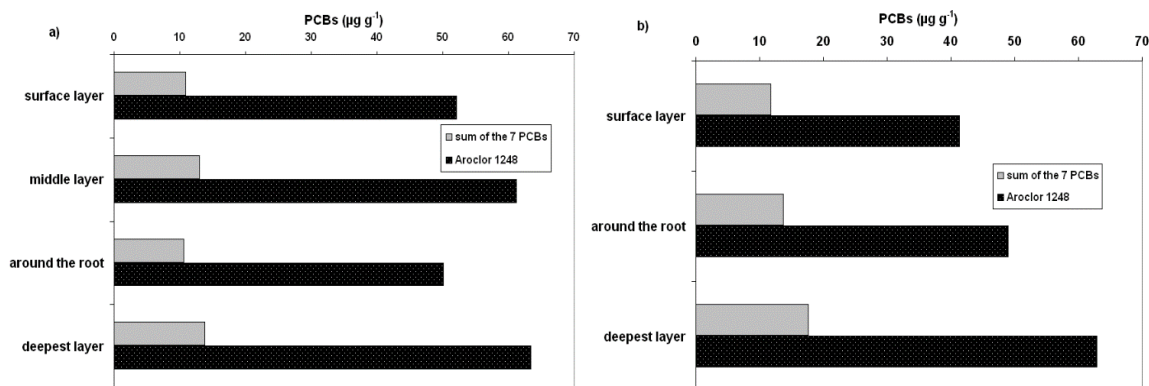 a)
PCBs (µg g⁻¹)
0 10 20 30 40 50 60 70
surface layer
middle layer
around the root
deepest layer
sum of the 7 PCBs
Aroclor 1248
b)
PCBs (µg g⁻¹)
0 10 20 30 40 50 60 70
surface layer
around the root
deepest layer
sum of the 7 PCBs
Aroclor 1248